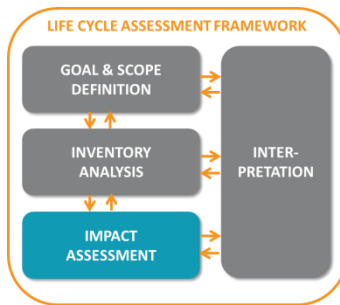 LIFE CYCLE ASSESSMENT FRAMEWORK
GOAL & SCOPE
DEFINITION
INVENTORY
ANALYSIS
IMPACT
ASSESSMENT
INTER-
PRETATION